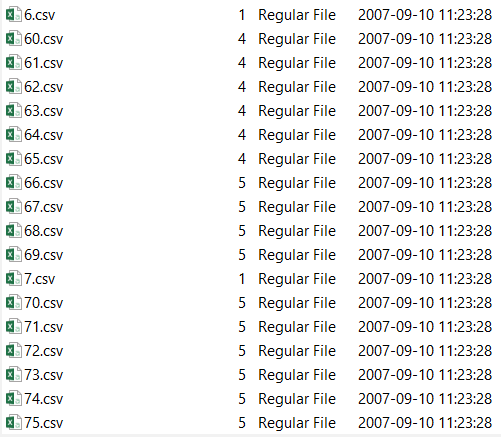 6.csv 1 Regular File 2007-09-10 11:23:28
60.csv 4 Regular File 2007-09-10 11:23:28
61.csv 4 Regular File 2007-09-10 11:23:28
62.csv 4 Regular File 2007-09-10 11:23:28
63.csv 4 Regular File 2007-09-10 11:23:28
64.csv 4 Regular File 2007-09-10 11:23:28
65.csv 4 Regular File 2007-09-10 11:23:28
66.csv 5 Regular File 2007-09-10 11:23:28
67.csv 5 Regular File 2007-09-10 11:23:28
68.csv 5 Regular File 2007-09-10 11:23:28
69.csv 5 Regular File 2007-09-10 11:23:28
7.csv 1 Regular File 2007-09-10 11:23:28
70.csv 5 Regular File 2007-09-10 11:23:28
71.csv 5 Regular File 2007-09-10 11:23:28
72.csv 5 Regular File 2007-09-10 11:23:28
73.csv 5 Regular File 2007-09-10 11:23:28
74.csv 5 Regular File 2007-09-10 11:23:28
75.csv 5 Regular File 2007-09-10 11:23:28